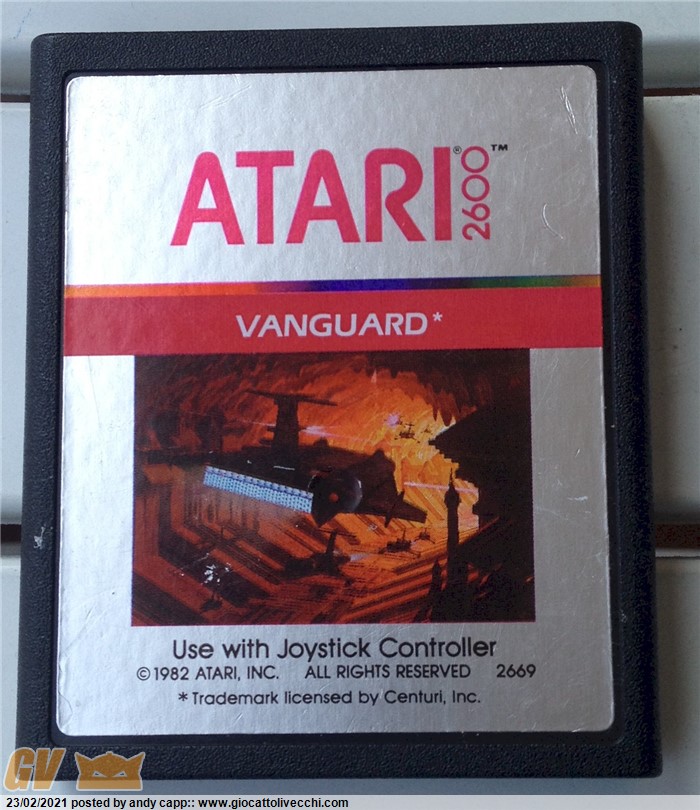 ATARI® 2600™
VANGUARD*
Use with Joystick Controller
©1982 ATARI, INC. ALL RIGHTS RESERVED 2669
*Trademark licensed by Centuri, Inc.
GV
23/02/2021 posted by andy capp:: www.giocattolivecchi.com